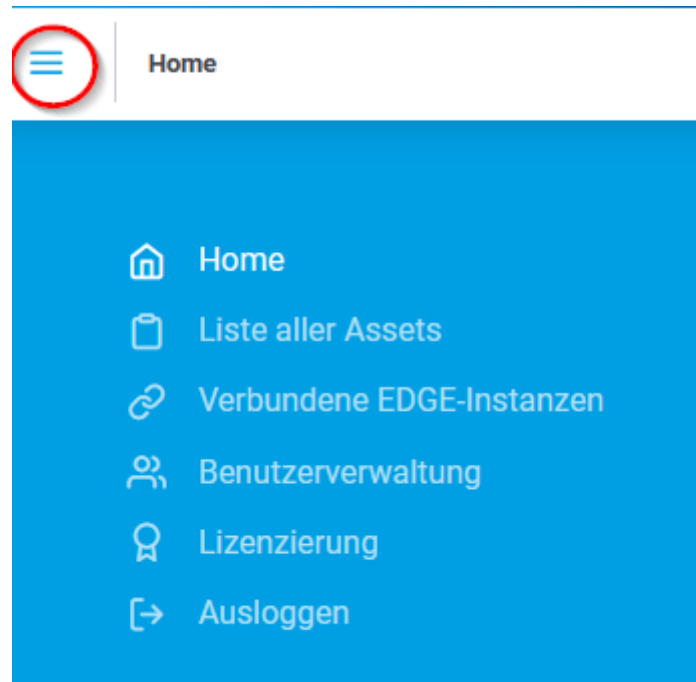 Home
Home
Liste aller Assets
Verbundene EDGE-Instanzen
Benutzerverwaltung
Lizenzierung
Ausloggen